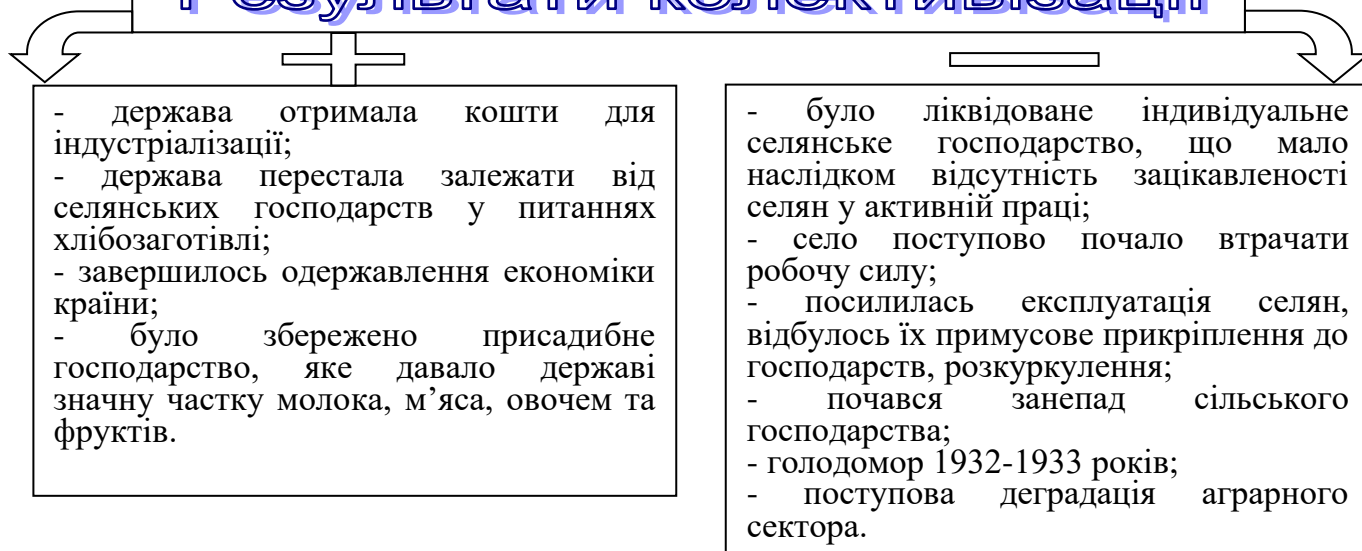 Результати колективізації
- держава отримала кошти для
індустріалізації;
- держава перестала залежати від
селянських господарств у питаннях
хлібозаготівлі;
- завершилось одержавлення економіки
країни;
- було збережено присадибне
господарство, яке давало державі
значну частку молока, м’яса, овочем та
фруктів.
- було ліквідоване індивідуальне
селянське господарство, що мало
наслідком відсутність зацікавленості
селян у активній праці;
- село поступово почало втрачати
робочу силу;
- посилилась експлуатація селян,
відбулось їх примусове прикріплення до
господарств, розкуркулення;
- почався занепад сільського
господарства;
- голодомор 1932-1933 років;
- поступова деградація аграрного
сектора.